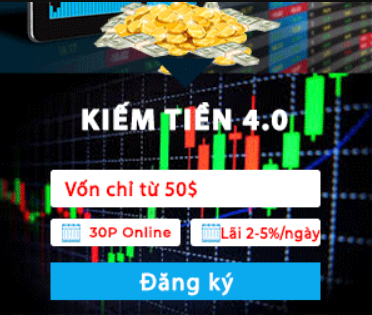 KIẾM TIỀN 4.0
Vốn chỉ từ 50$
30P Online
Lãi 2-5%/ngày
Đăng ký